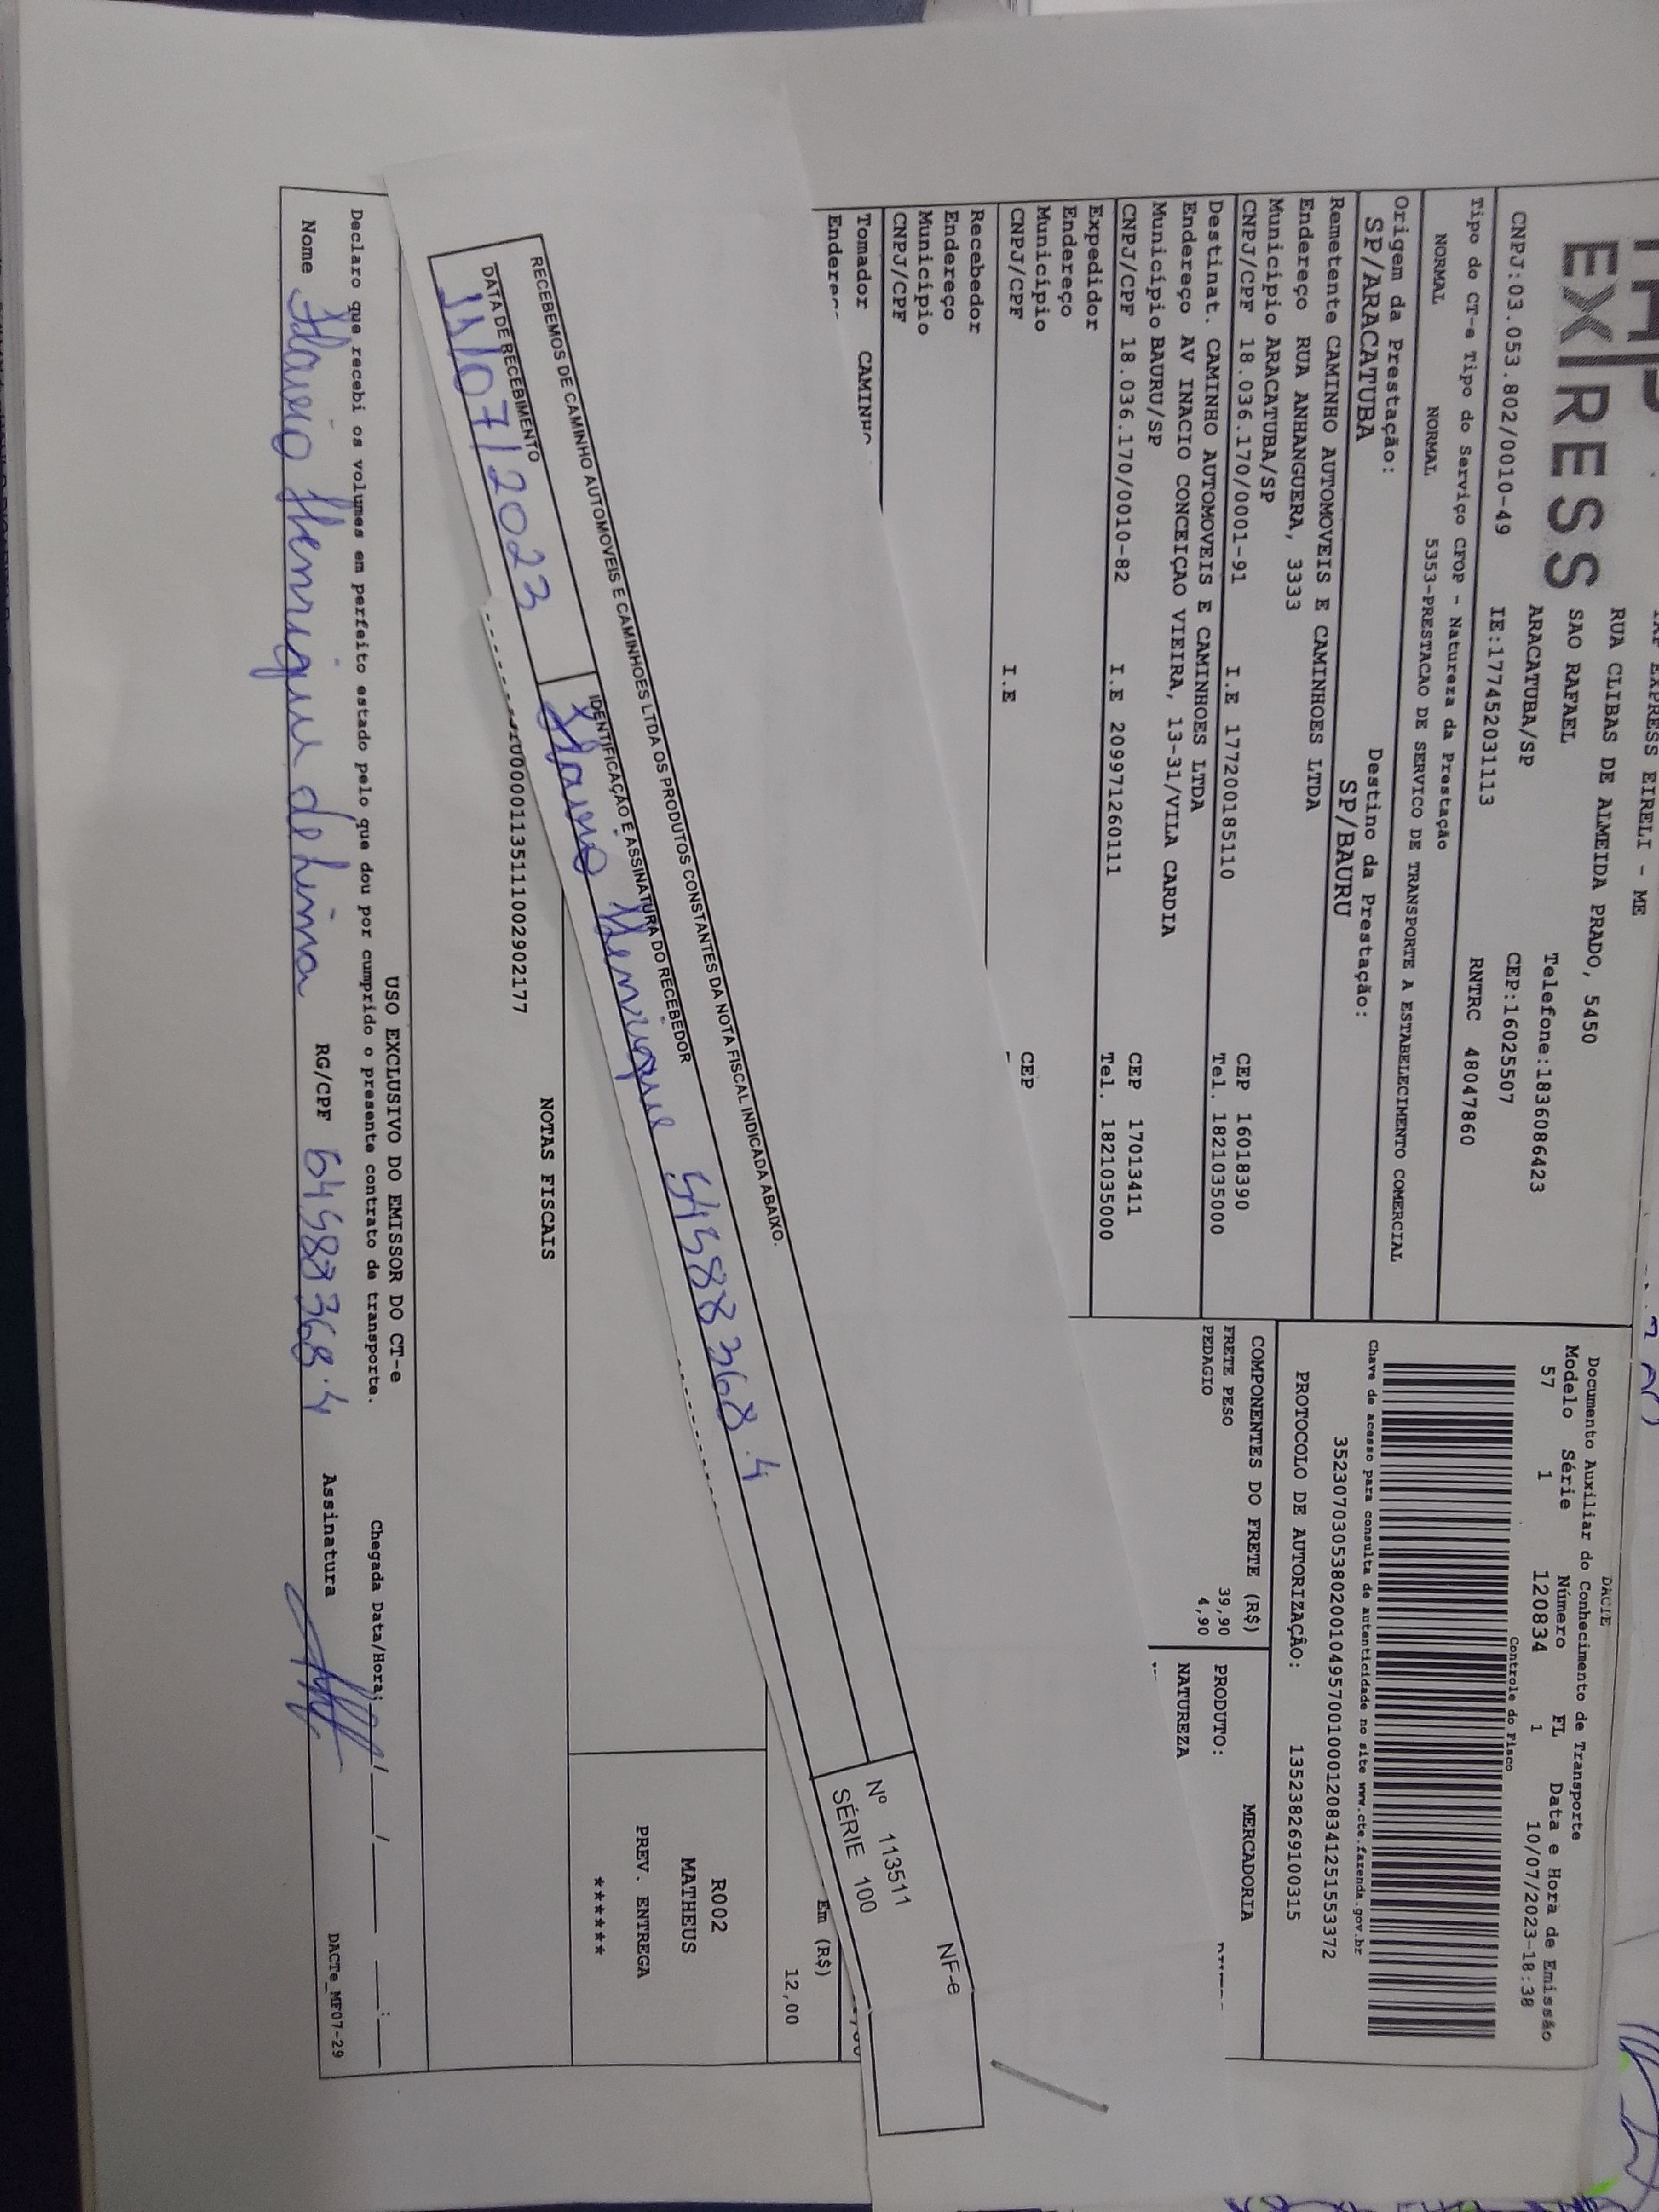 EXPRESS
EXPRESS EIRELI - ME
RUA CLIBAS DE ALMEIDA PRADO, 5450
SAO RAFAEL
Telefone:1836086423
ARACATUBA/SP
CEP:16025507
CNPJ:03.053.802/0010-49
IE:177452031113
RNTRC 48047860
DACTE
Documento Auxiliar do Conhecimento de Transporte
Modelo Série Número FL Data e Hora de Emissão
57 1 120834 1 10/07/2023-18:38
Controle do Fisco
Chave de acesso para consulta de autenticidade no site www.cte.fazenda.gov.br
35230703053802001049570010001208341251553372
PROTOCOLO DE AUTORIZAÇÃO: 135238269100315
Tipo do CT-e Tipo do Serviço CFOP - Natureza da Prestação
NORMAL NORMAL 5353-PRESTACAO DE SERVICO DE TRANSPORTE A ESTABELECIMENTO COMERCIAL
Origem da Prestação: Destino da Prestação:
SP/ARACATUBA SP/BAURU
Remetente CAMINHO AUTOMOVEIS E CAMINHOES LTDA
Endereço RUA ANHANGUERA, 3333
Município ARACATUBA/SP CEP 16018390
CNPJ/CPF 18.036.170/0001-91 I.E 177200185110 Tel. 1821035000
Destinat. CAMINHO AUTOMOVEIS E CAMINHOES LTDA
Endereço AV INACIO CONCEIÇAO VIEIRA, 13-31/VILA CARDIA
Município BAURU/SP CEP 17013411
CNPJ/CPF 18.036.170/0010-82 I.E 209971260111 Tel. 1821035000
Expedidor
Endereço
Município CEP
CNPJ/CPF I.E
Recebedor
Endereço
Município
CNPJ/CPF
Tomador CAMINHO
Endereço
COMPONENTES DO FRETE (R$)
FRETE PESO 39,90
PEDAGIO 4,90
MERCADORIA
PRODUTO:
NATUREZA
NF-e
Nº 113511
SÉRIE 100
RECEBEMOS DE CAMINHO AUTOMOVEIS E CAMINHOES LTDA OS PRODUTOS CONSTANTES DA NOTA FISCAL INDICADA ABAIXO.
DATA DE RECEBIMENTO IDENTIFICAÇÃO E ASSINATURA DO RECEBEDOR
11/07/2023 Flavio Henrique 54588368.4
Em (R$)
12,00
R002
MATHEUS
PREV. ENTREGA
******
NOTAS FISCAIS
00001135111002902177
USO EXCLUSIVO DO EMISSOR DO CT-e
Declaro que recebi os volumes em perfeito estado pelo que dou por cumprido o presente contrato de transporte. Chegada Data/Hora: / / :
Nome Flavio Henrique de Lima RG/CPF 54588368.4 Assinatura
DACTe_MF07-29